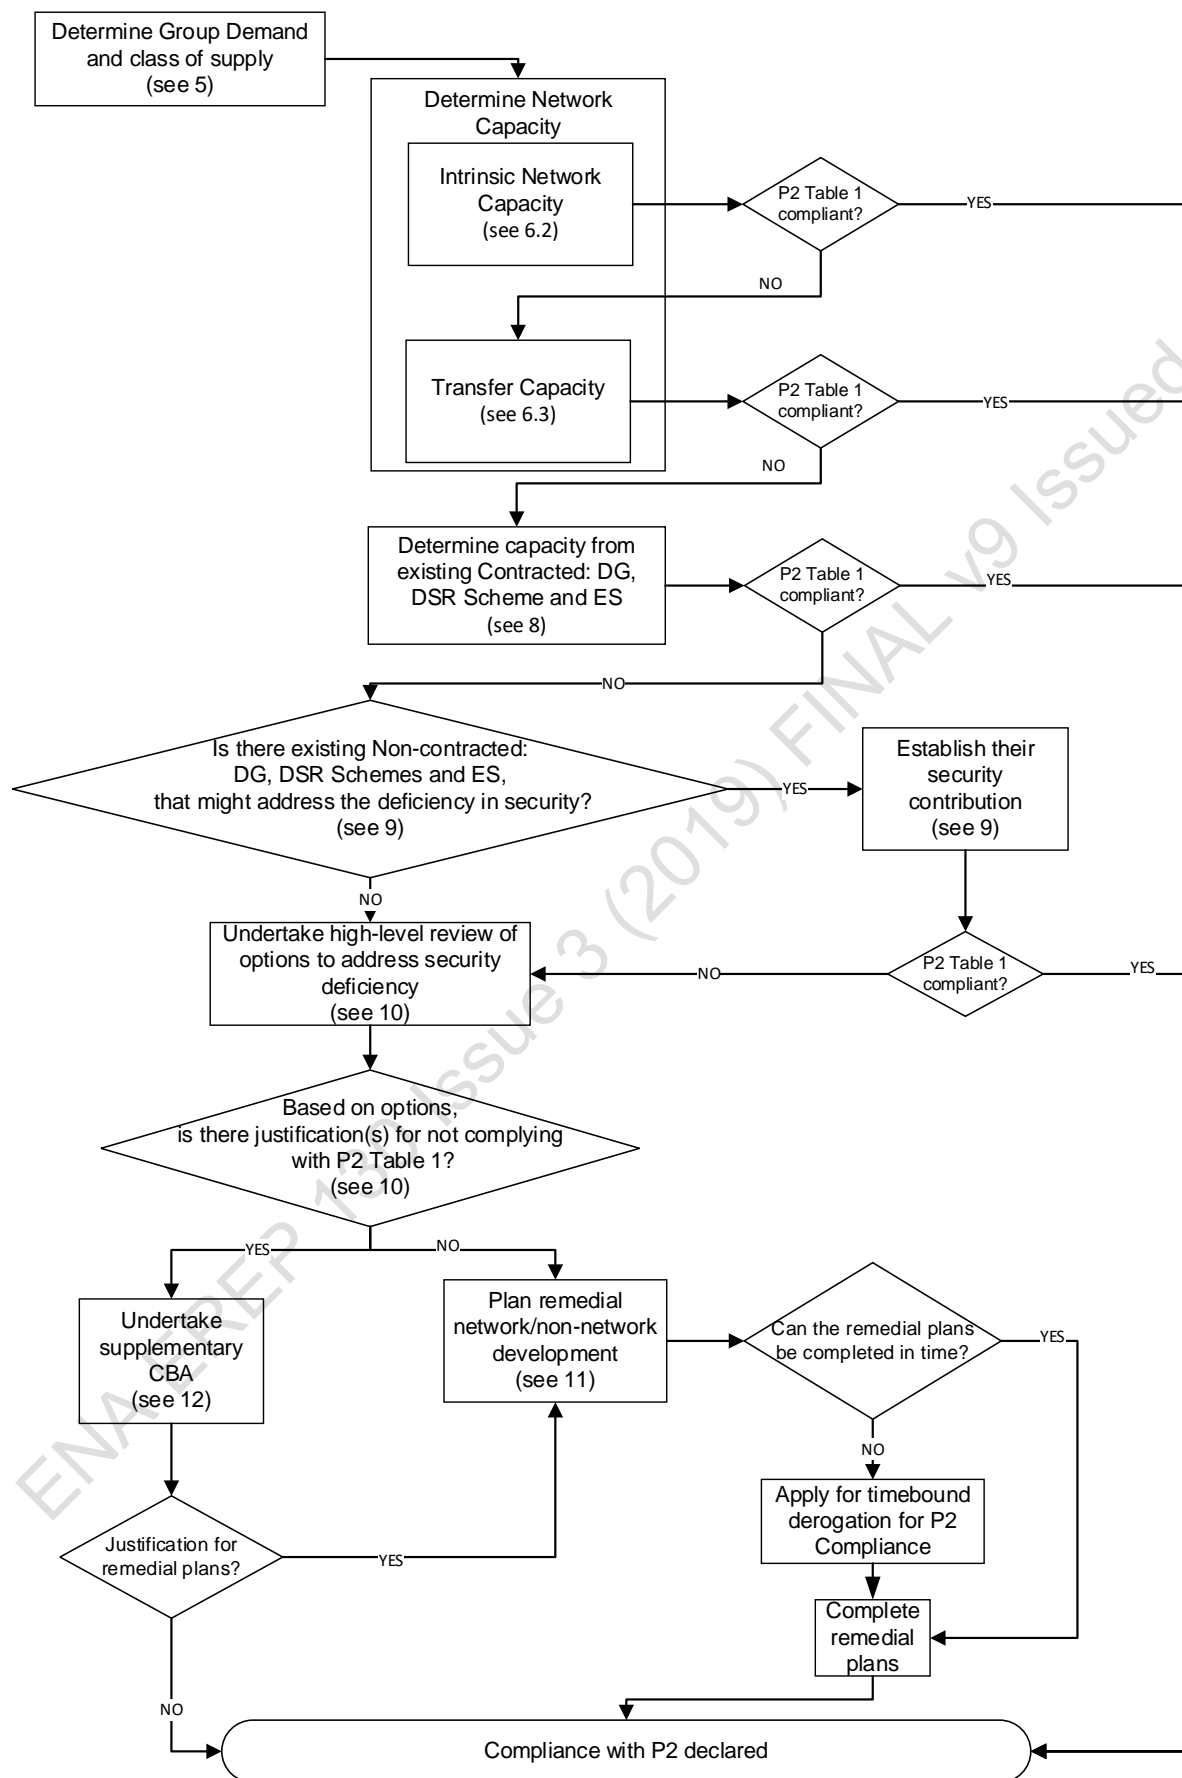 Determine Group Demand
and class of supply
(see 5)
Determine Network
Capacity
Intrinsic Network
Capacity
(see 6.2)
P2 Table 1
compliant?
YES
NO
Transfer Capacity
(see 6.3)
P2 Table 1
compliant?
YES
NO
Determine capacity from
existing Contracted: DG,
DSR Scheme and ES
(see 8)
P2 Table 1
compliant?
YES
NO
Is there existing Non-contracted:
DG, DSR Schemes and ES,
that might address the deficiency in security?
(see 9)
YES
Establish their
security
contribution
(see 9)
NO
Undertake high-level review of
options to address security
deficiency
(see 10)
NO
P2 Table 1
compliant?
YES
Based on options,
is there justification(s) for not complying
with P2 Table 1?
(see 10)
YES
NO
Undertake
supplementary
CBA
(see 12)
Plan remedial
network/non-network
development
(see 11)
Can the remedial plans
be completed in time?
YES
NO
Justification for
remedial plans?
YES
Apply for timebound
derogation for P2
Compliance
Complete
remedial
plans
NO
Compliance with P2 declared
ENA EREP 130 Issue 3 (2019) FINAL v9 Issued